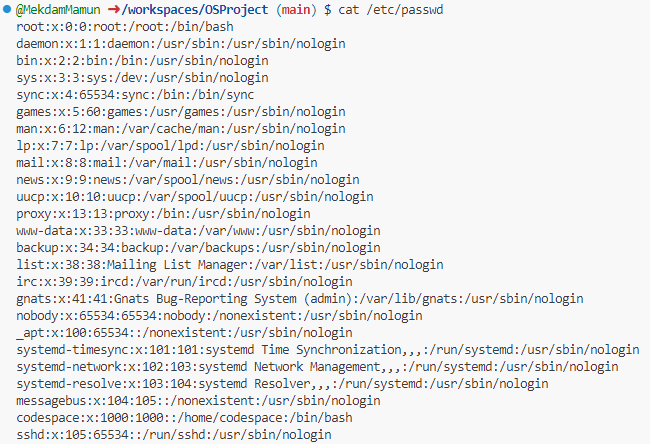 @MekdamMamun ➜/workspaces/OSProject (main) $ cat /etc/passwd
root:x:0:0:root:/root:/bin/bash
daemon:x:1:1:daemon:/usr/sbin:/usr/sbin/nologin
bin:x:2:2:bin:/bin:/usr/sbin/nologin
sys:x:3:3:sys:/dev:/usr/sbin/nologin
sync:x:4:65534:sync:/bin:/bin/sync
games:x:5:60:games:/usr/games:/usr/sbin/nologin
man:x:6:12:man:/var/cache/man:/usr/sbin/nologin
lp:x:7:7:lp:/var/spool/lpd:/usr/sbin/nologin
mail:x:8:8:mail:/var/mail:/usr/sbin/nologin
news:x:9:9:news:/var/spool/news:/usr/sbin/nologin
uucp:x:10:10:uucp:/var/spool/uucp:/usr/sbin/nologin
proxy:x:13:13:proxy:/bin:/usr/sbin/nologin
www-data:x:33:33:www-data:/var/www:/usr/sbin/nologin
backup:x:34:34:backup:/var/backups:/usr/sbin/nologin
list:x:38:38:Mailing List Manager:/var/list:/usr/sbin/nologin
irc:x:39:39:ircd:/var/run/ircd:/usr/sbin/nologin
gnats:x:41:41:Gnats Bug-Reporting System (admin):/var/lib/gnats:/usr/sbin/nologin
nobody:x:65534:65534:nobody:/nonexistent:/usr/sbin/nologin
_apt:x:100:65534::/nonexistent:/usr/sbin/nologin
systemd-timesync:x:101:101:systemd Time Synchronization,,,:/run/systemd:/usr/sbin/nologin
systemd-network:x:102:103:systemd Network Management,,,:/run/systemd:/usr/sbin/nologin
systemd-resolve:x:103:104:systemd Resolver,,,:/run/systemd:/usr/sbin/nologin
messagebus:x:104:105::/nonexistent:/usr/sbin/nologin
codespace:x:1000:1000::/home/codespace:/bin/bash
sshd:x:105:65534::/run/sshd:/usr/sbin/nologin